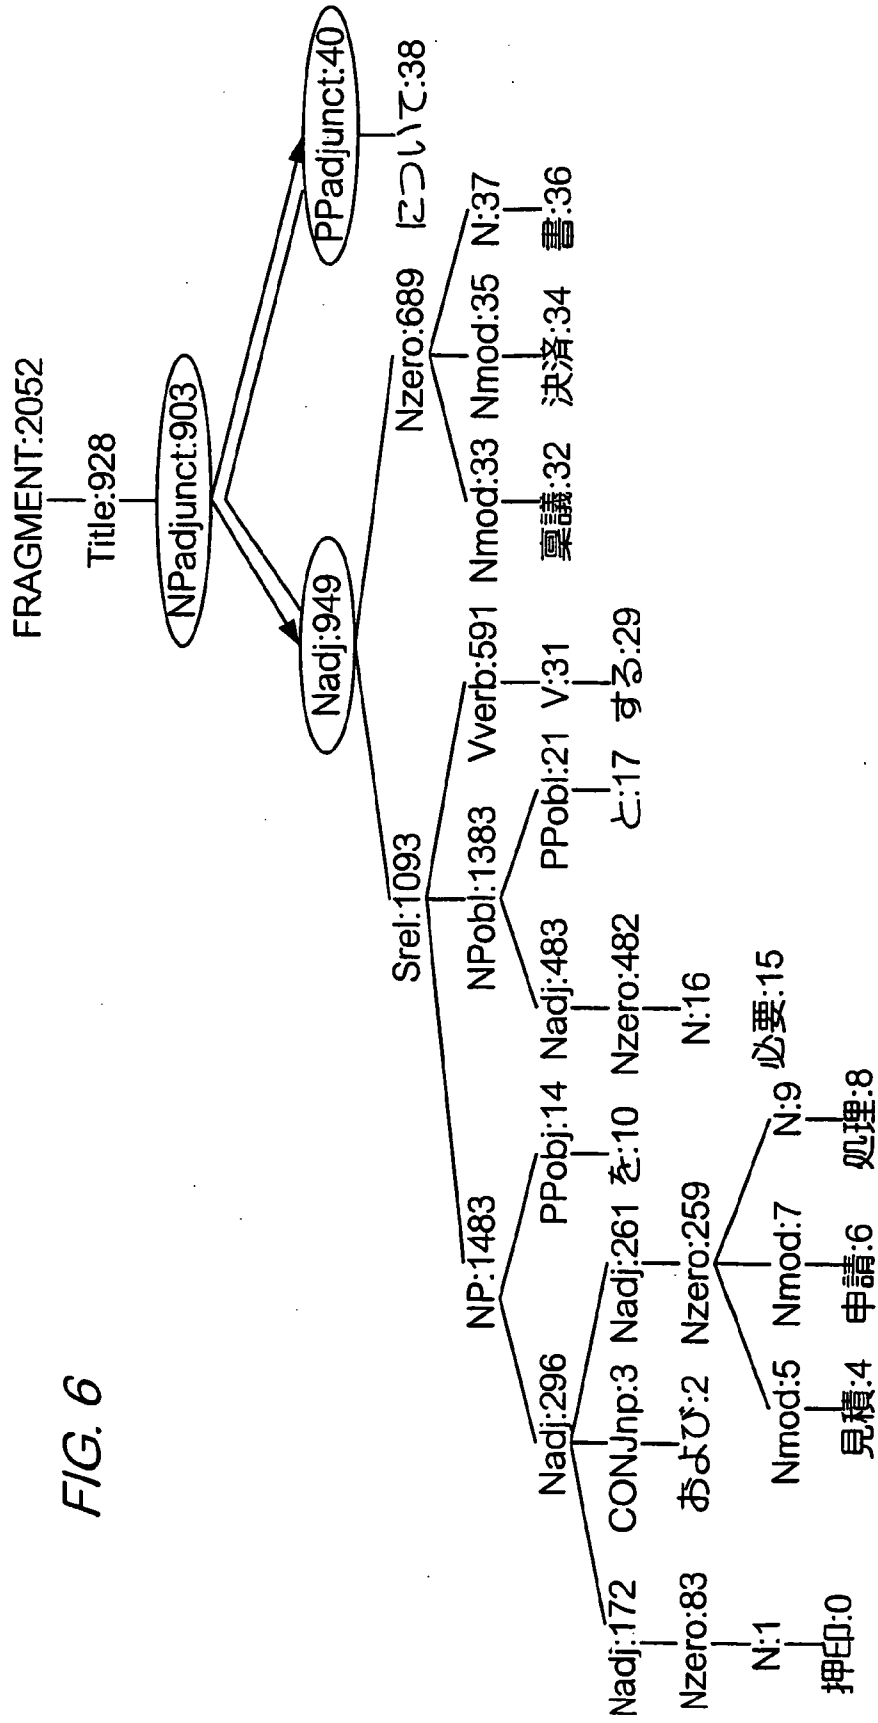 FIG. 6
FRAGMENT:2052
Title:928
NPadjunct:903
Nadj:949 PPadjunct:40
Srel:1093 Nzero:689 について:38
NP:1483 NPobl:1383 Vverb:591 Nmod:33 Nmod:35 N:37
Nadj:296 PPobj:14 Nadj:483 PPobl:21 V:31 稟議:32 決済:34 書:36
Nadj:172 CONJnp:3 Nadj:261 を:10 Nzero:482 と:17 する:29
Nzero:83 および:2 Nzero:259 N:16
N:1 Nmod:5 Nmod:7 N:9 必要:15
押印:0 見積:4 申請:6 処理:8